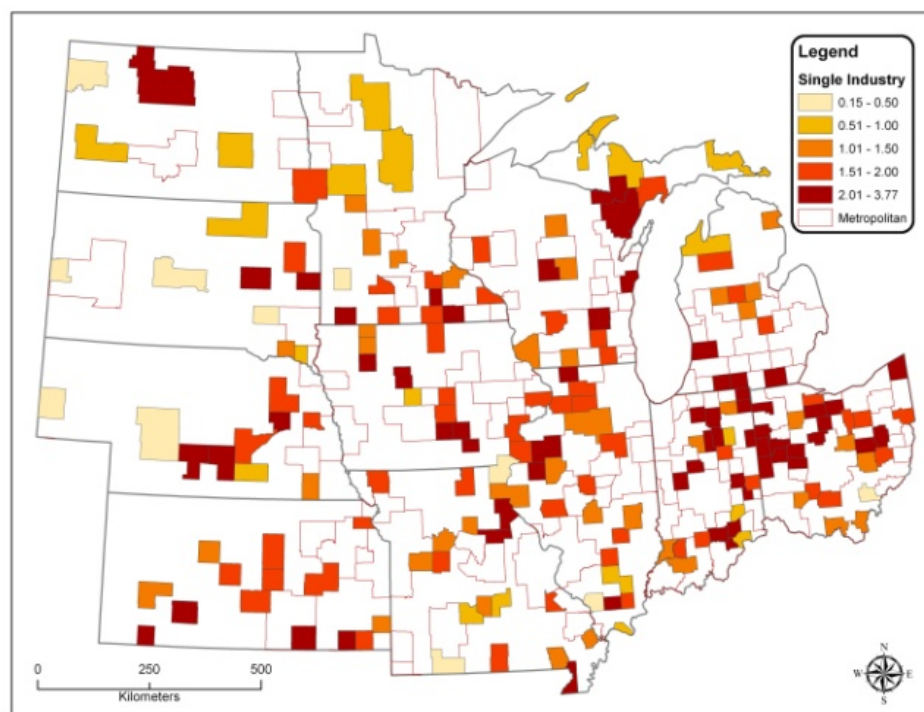 Legend
Single Industry
0.15 - 0.50
0.51 - 1.00
1.01 - 1.50
1.51 - 2.00
2.01 - 3.77
Metropolitan
0 250 500
Kilometers
N
W E
S